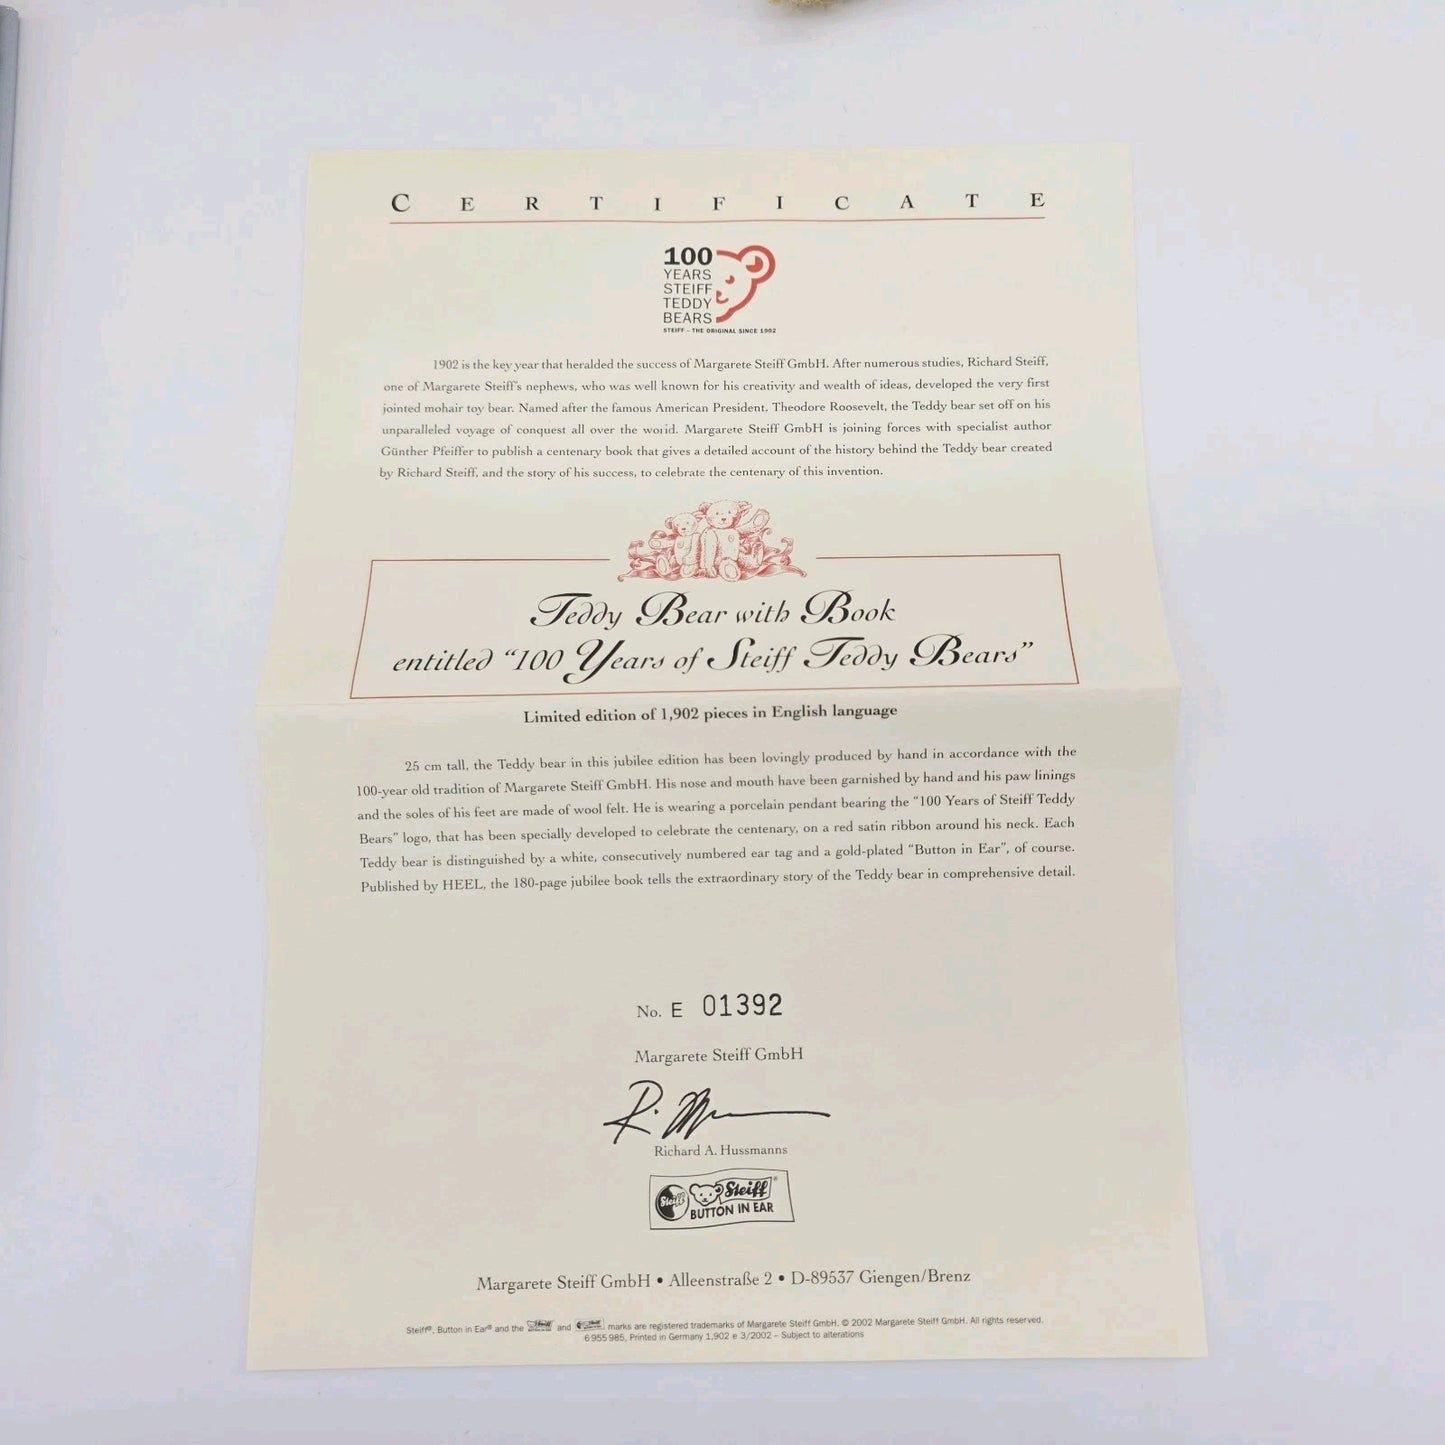 CERTIFICATE
100
YEARS
STEIFF
TEDDY
BEARS
STEIFF – THE ORIGINAL SINCE 1902
1902 is the key year that heralded the success of Margarete Steiff GmbH. After numerous studies, Richard Steiff,
one of Margarete Steiff's nephews, who was well known for his creativity and wealth of ideas, developed the very first
jointed mohair toy bear. Named after the famous American President, Theodore Roosevelt, the Teddy bear set off on his
unparalleled voyage of conquest all over the world. Margarete Steiff GmbH is joining forces with specialist author
Günther Pfeiffer to publish a centenary book that gives a detailed account of the history behind the Teddy bear created
by Richard Steiff, and the story of his success, to celebrate the centenary of this invention.
Teddy Bear with Book
entitled “100 Years of Steiff Teddy Bears”
Limited edition of 1,902 pieces in English language
25 cm tall, the Teddy bear in this jubilee edition has been lovingly produced by hand in accordance with the
100-year old tradition of Margarete Steiff GmbH. His nose and mouth have been garnished by hand and his paw linings
and the soles of his feet are made of wool felt. He is wearing a porcelain pendant bearing the “100 Years of Steiff Teddy
Bears” logo, that has been specially developed to celebrate the centenary, on a red satin ribbon around his neck. Each
Teddy bear is distinguished by a white, consecutively numbered ear tag and a gold-plated “Button in Ear”, of course.
Published by HEEL, the 180-page jubilee book tells the extraordinary story of the Teddy bear in comprehensive detail.
No. E 01392
Margarete Steiff GmbH
Richard A. Hussmanns
Steiff Steiff®
BUTTON IN EAR
Margarete Steiff GmbH • Alleenstraße 2 • D-89537 Giengen/Brenz
Steiff®, Button in Ear® and the and marks are registered trademarks of Margarete Steiff GmbH. © 2002 Margarete Steiff GmbH. All rights reserved.
6 955 985, Printed in Germany 1,902 e 3/2002 – Subject to alterations